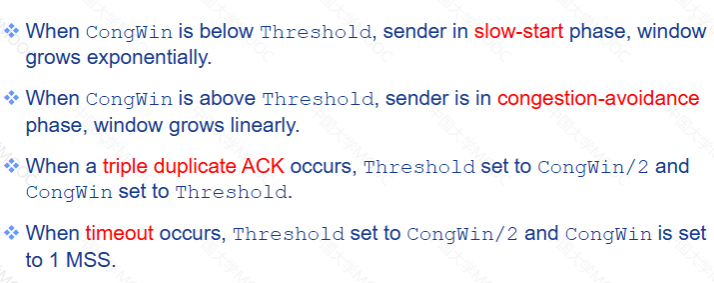 ❖ When CongWin is below Threshold, sender in slow-start phase, window
grows exponentially.
❖ When CongWin is above Threshold, sender is in congestion-avoidance
phase, window grows linearly.
❖ When a triple duplicate ACK occurs, Threshold set to CongWin/2 and
CongWin set to Threshold.
❖ When timeout occurs, Threshold set to CongWin/2 and CongWin is set
to 1 MSS.